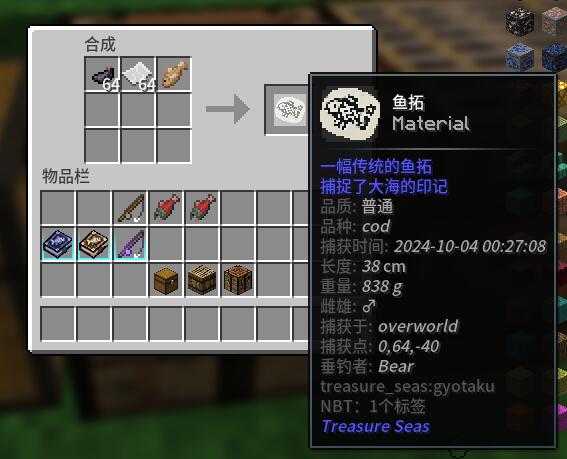 合成
64
64
鱼拓
Material
一幅传统的鱼拓
捕捉了大海的印记
品质: 普通
品种: cod
捕获时间: 2024-10-04 00:27:08
长度: 38 cm
重量: 838 g
雌雄: ♂
捕获于: overworld
捕获点: 0,64,-40
垂钓者: Bear
treasure_seas:gyotaku
NBT: 1个标签
Treasure Seas
物品栏